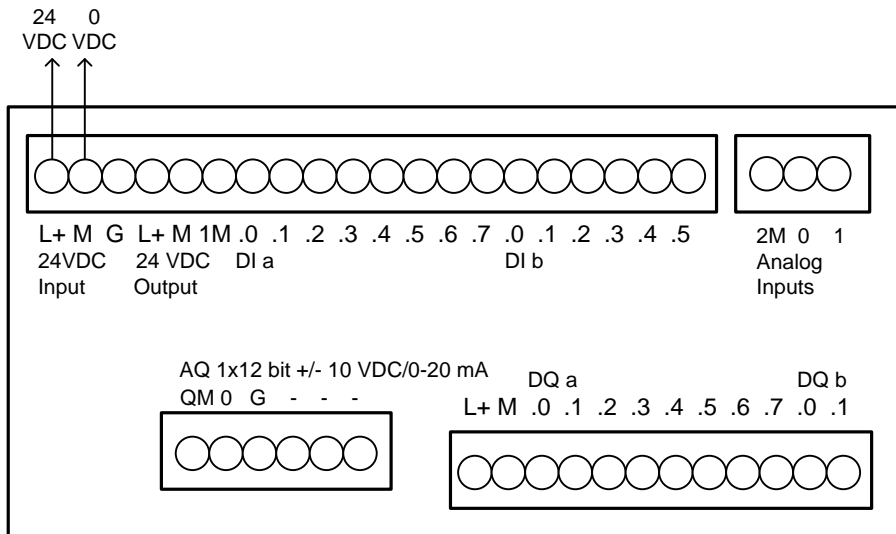 24 0
VDC VDC
L+ M G L+ M 1M .0 .1 .2 .3 .4 .5 .6 .7 .0 .1 .2 .3 .4 .5
24VDC 24 VDC DI a DI b
Input Output
2M 0 1
Analog
Inputs
AQ 1x12 bit +/- 10 VDC/0-20 mA
QM 0 G - - -
DQ a DQ b
L+ M .0 .1 .2 .3 .4 .5 .6 .7 .0 .1